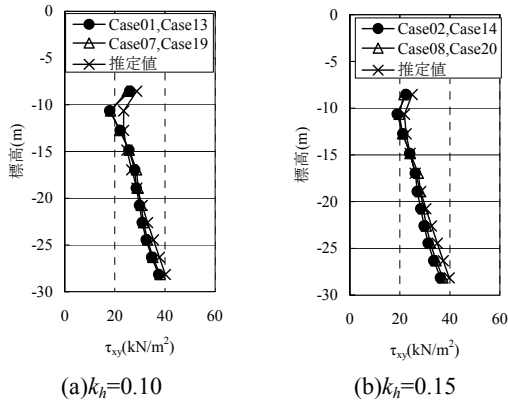 Case01,Case13
Case07,Case19
推定値
0
-5
-10
-15
-20
-25
-30
標高(m)
0 20 40 60
τxy(kN/m²)
(a)kh=0.10
Case02,Case14
Case08,Case20
推定値
0
-5
-10
-15
-20
-25
-30
標高(m)
0 20 40 60
τxy(kN/m²)
(b)kh=0.15